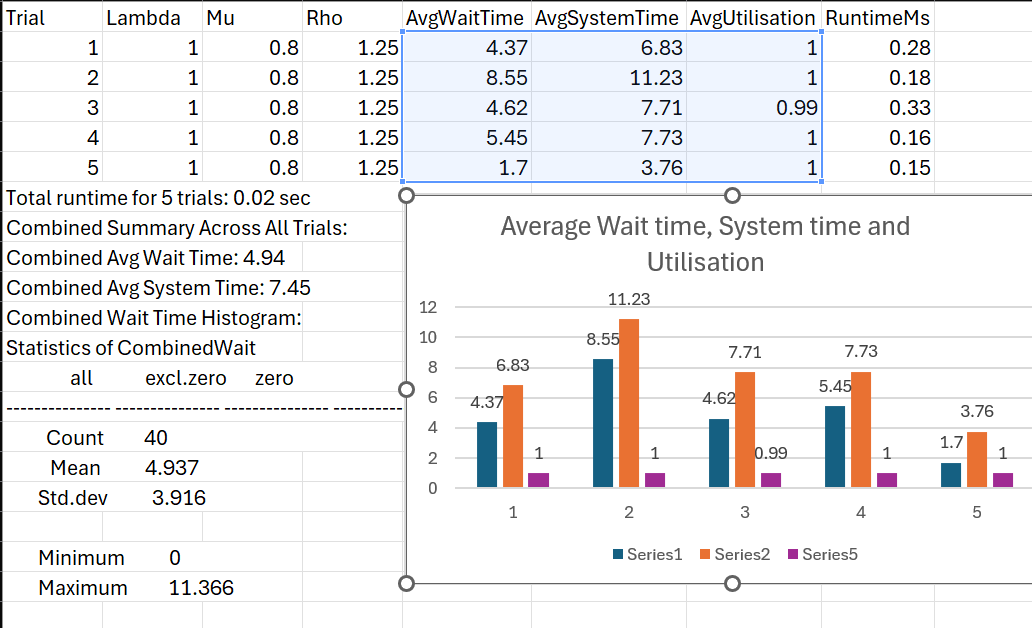 Trial Lambda Mu Rho AvgWaitTime AvgSystemTime AvgUtilisation RuntimeMs
1 1 0.8 1.25 4.37 6.83 1 0.28
2 1 0.8 1.25 8.55 11.23 1 0.18
3 1 0.8 1.25 4.62 7.71 0.99 0.33
4 1 0.8 1.25 5.45 7.73 1 0.16
5 1 0.8 1.25 1.7 3.76 1 0.15
Total runtime for 5 trials: 0.02 sec
Combined Summary Across All Trials:
Combined Avg Wait Time: 4.94
Combined Avg System Time: 7.45
Combined Wait Time Histogram:
Statistics of CombinedWait
all excl.zero zero
-------------- -------------- -------------- ---------
Count 40
Mean 4.937
Std.dev 3.916
Minimum 0
Maximum 11.366
Average Wait time, System time and
Utilisation
12
10
8
6
4
2
0
4.37 6.83 1
8.55 11.23 1
4.62 7.71 0.99
5.45 7.73 1
1.7 3.76 1
1 2 3 4 5
Series1 Series2 Series5